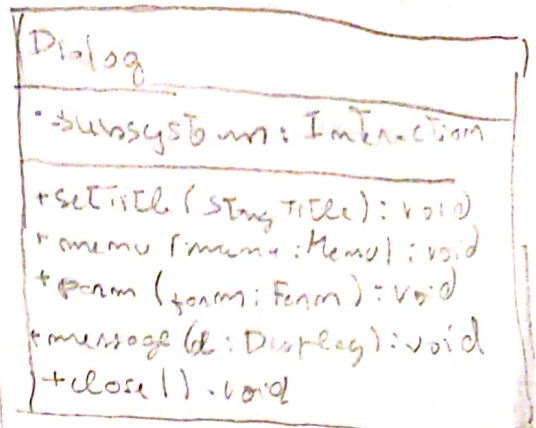 Dialog
-subsystem: Interaction
+setTitle(String Title): void
+menu (menu: Menu): void
+form (form: Form): void
+message(d: Display): void
+close(): void